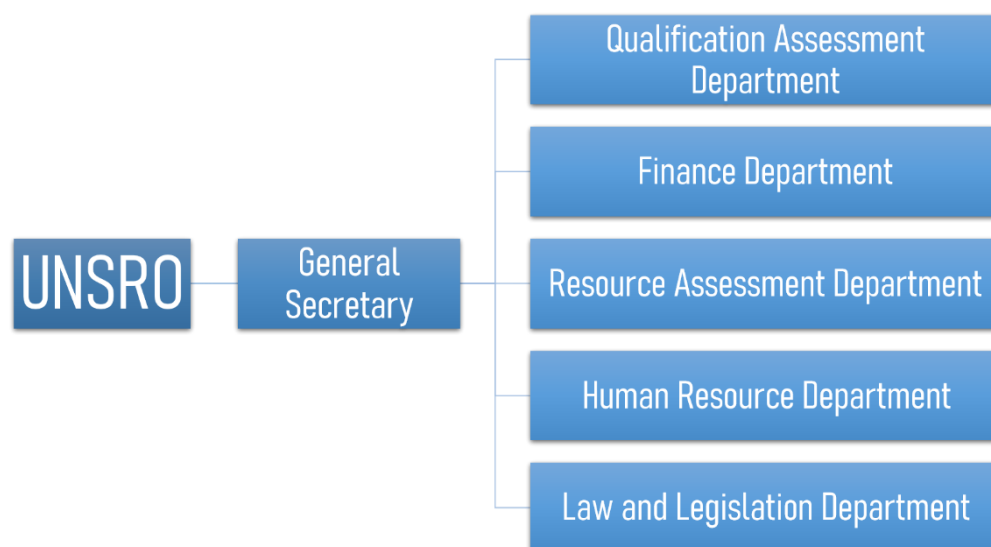 UNSRO
General
Secretary
Qualification Assessment
Department
Finance Department
Resource Assessment Department
Human Resource Department
Law and Legislation Department